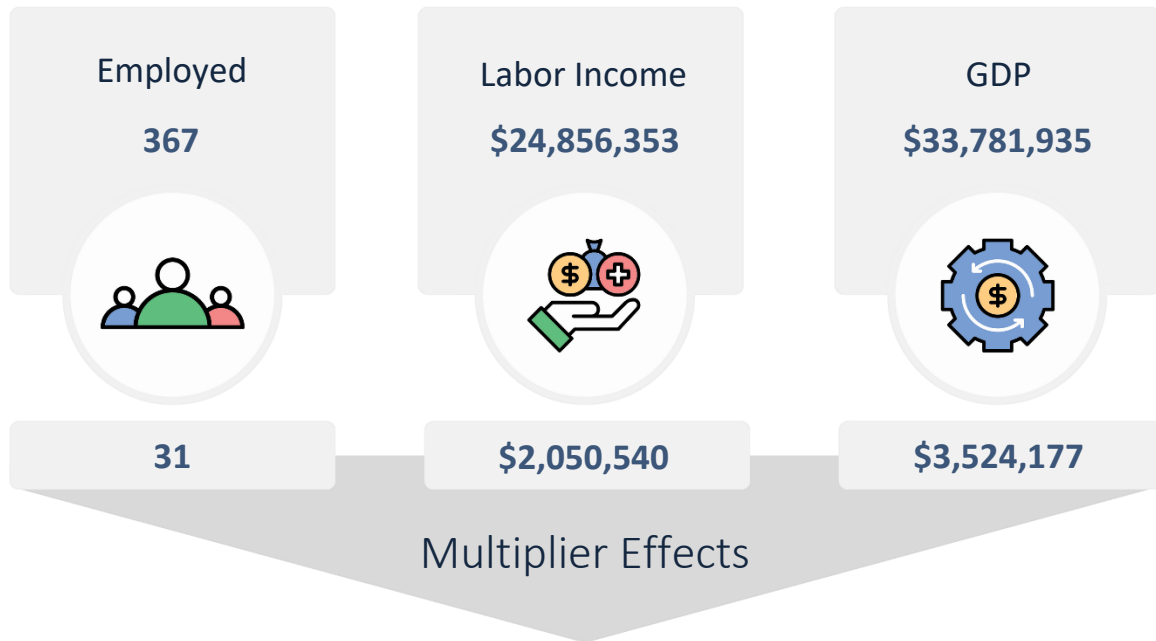 Employed
367
Labor Income
$24,856,353
GDP
$33,781,935
$
$
31
$2,050,540
$3,524,177
Multiplier Effects